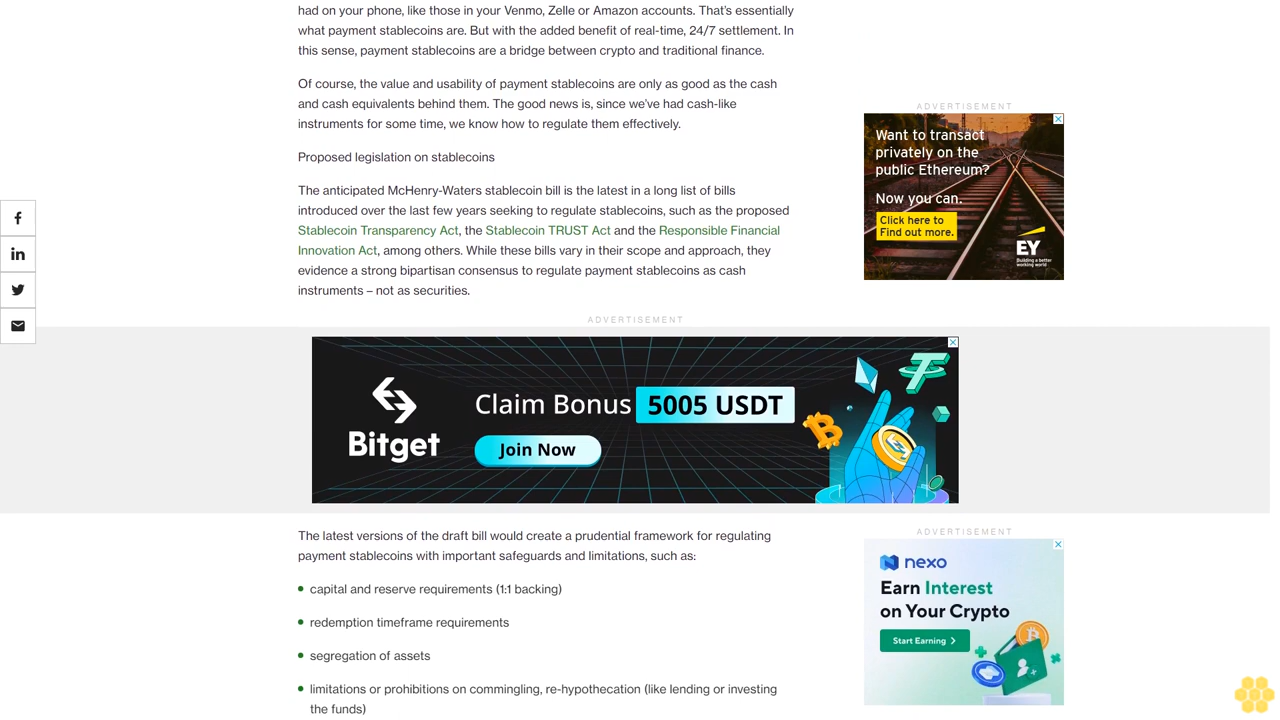 had on your phone, like those in your Venmo, Zelle or Amazon accounts. That's essentially
what payment stablecoins are. But with the added benefit of real-time, 24/7 settlement. In
this sense, payment stablecoins are a bridge between crypto and traditional finance.
Of course, the value and usability of payment stablecoins are only as good as the cash
and cash equivalents behind them. The good news is, since we've had cash-like
instruments for some time, we know how to regulate them effectively.
Proposed legislation on stablecoins
The anticipated McHenry-Waters stablecoin bill is the latest in a long list of bills
introduced over the last few years seeking to regulate stablecoins, such as the proposed
Stablecoin Transparency Act, the Stablecoin TRUST Act and the Responsible Financial
Innovation Act, among others. While these bills vary in their scope and approach, they
evidence a strong bipartisan consensus to regulate payment stablecoins as cash
instruments – not as securities.
ADVERTISEMENT
Want to transact
privately on the
public Ethereum?
Now you can.
Click here to
Find out more.
EY
Building a better
working world
ADVERTISEMENT
Bitget
Claim Bonus 5005 USDT
Join Now
The latest versions of the draft bill would create a prudential framework for regulating
payment stablecoins with important safeguards and limitations, such as:
capital and reserve requirements (1:1 backing)
redemption timeframe requirements
segregation of assets
limitations or prohibitions on commingling, re-hypothecation (like lending or investing
the funds)
ADVERTISEMENT
nexo
Earn Interest
on Your Crypto
Start Earning